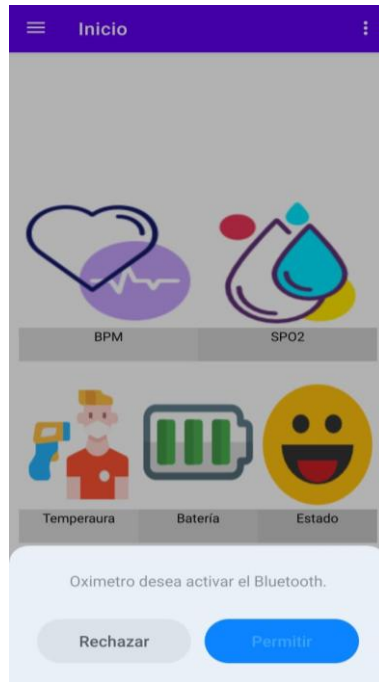 Inicio
BPM SPO2
Temperaura Batería Estado
Oximetro desea activar el Bluetooth.
Rechazar Permitir